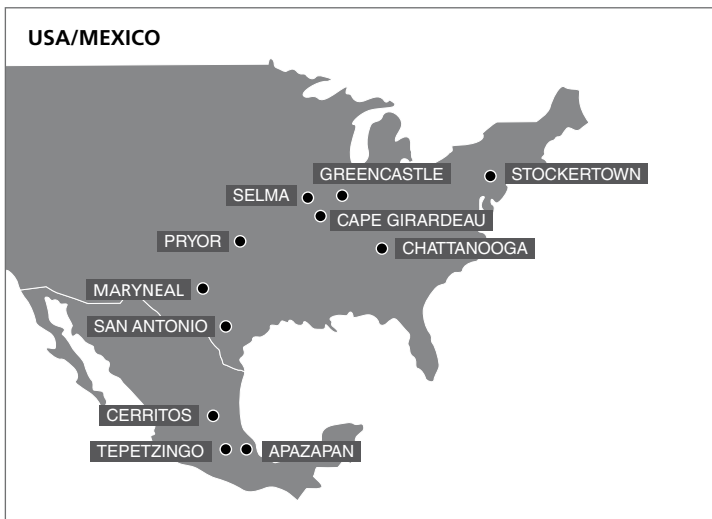 USA/MEXICO
GREENCASTLE
STOCKERTOWN
SELMA
CAPE GIRARDEAU
PRYOR
CHATTANOOGA
MARYNEAL
SAN ANTONIO
CERRITOS
TEPETZINGO
APAZAPAN